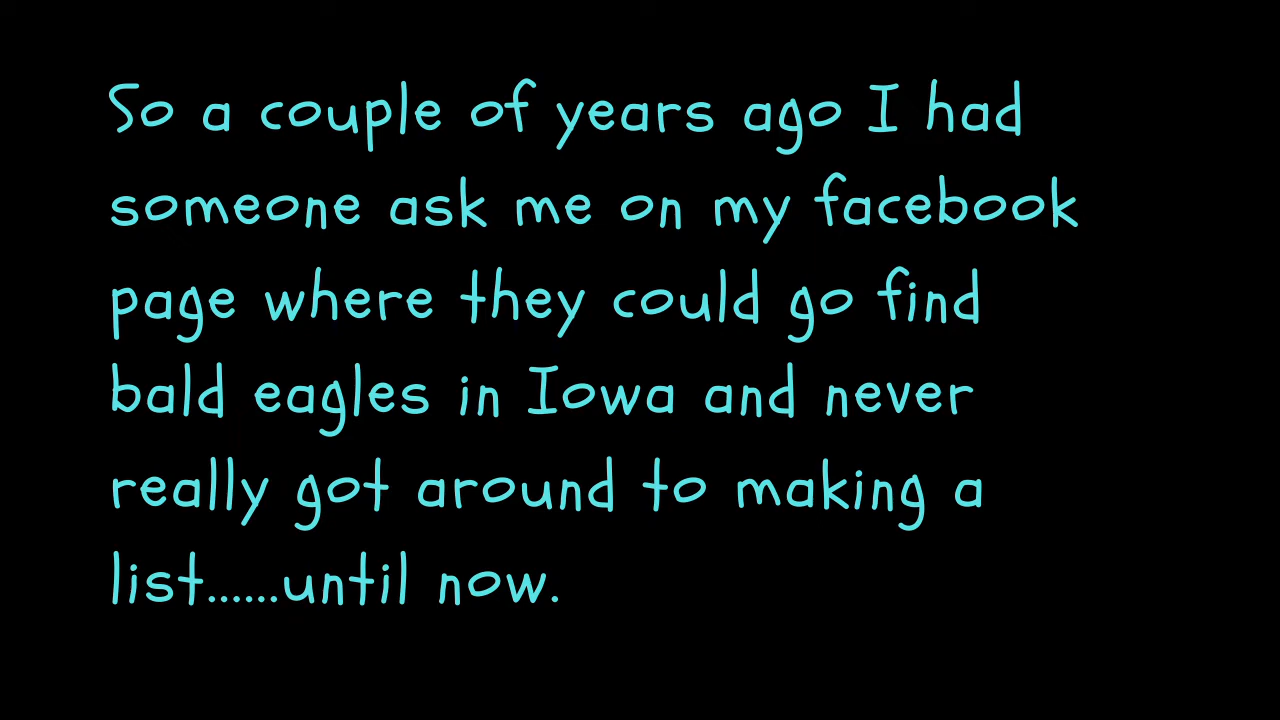 So a couple of years ago I had
someone ask me on my facebook
page where they could go find
bald eagles in Iowa and never
really got around to making a
list......until now.